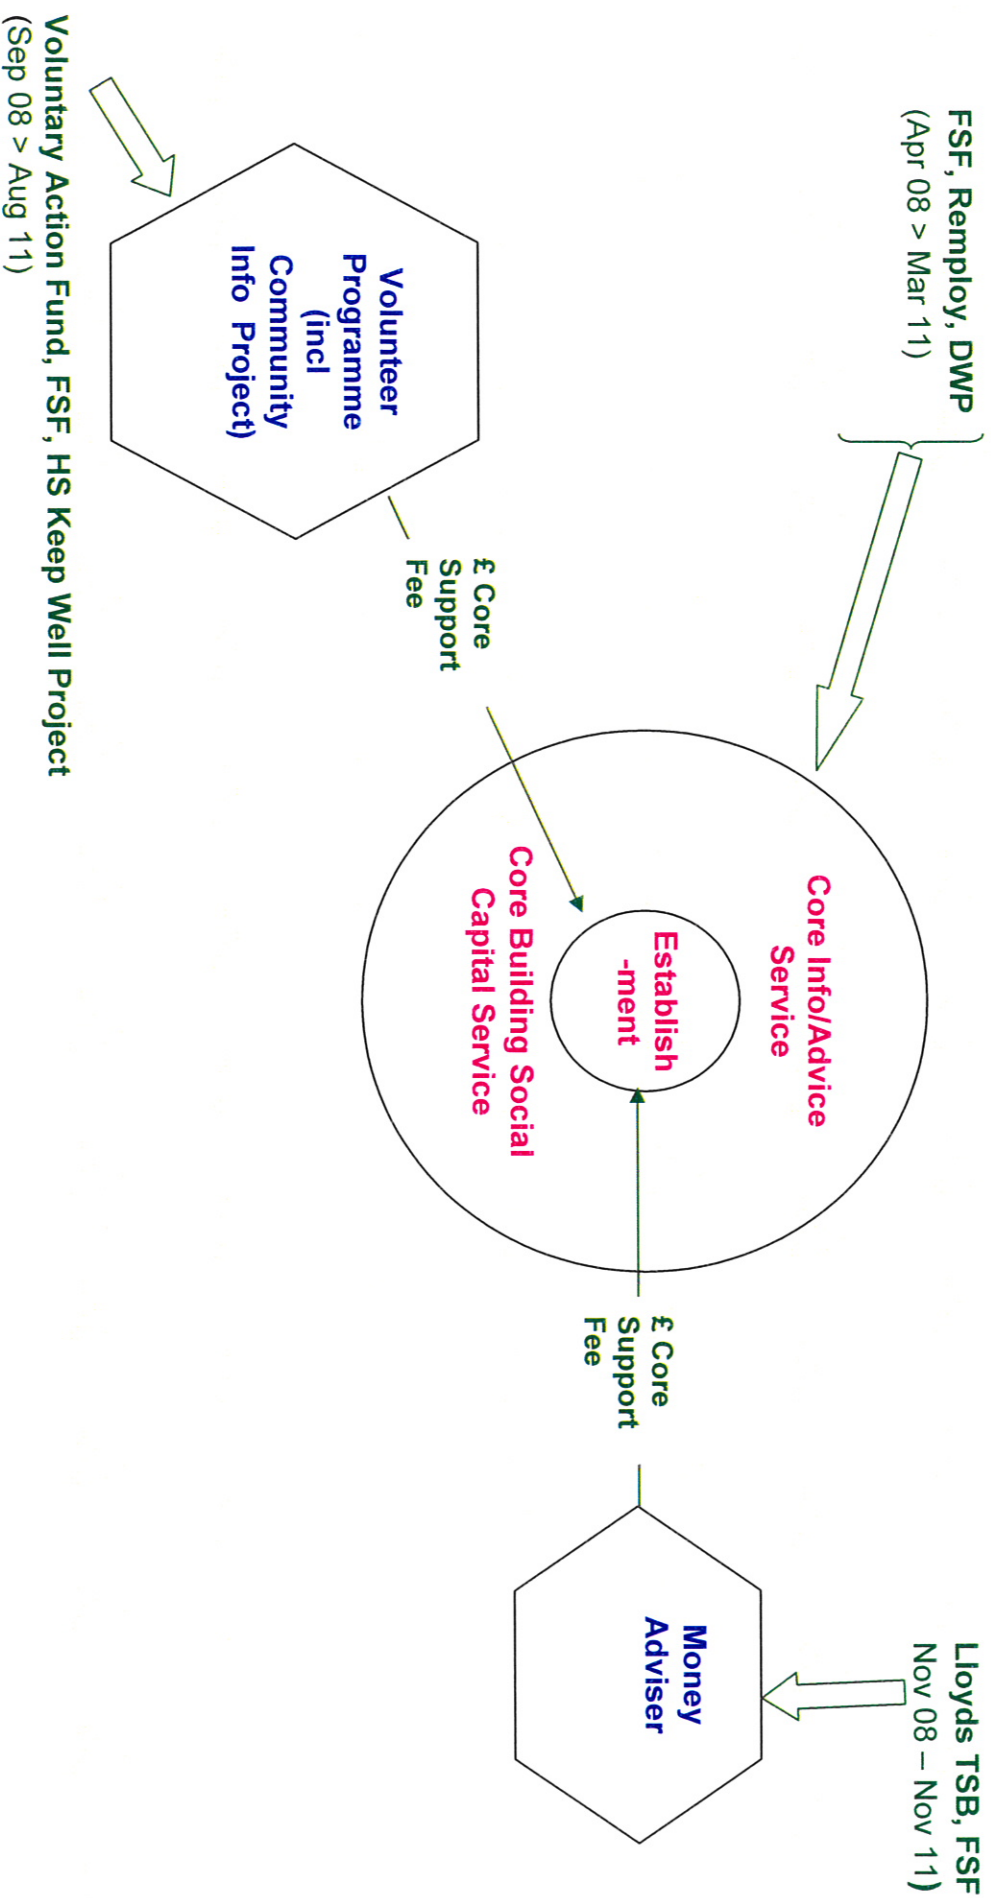 FSF, Remploy, DWP
(Apr 08 > Mar 11)
Lloyds TSB, FSF
Nov 08 – Nov 11)
Core Info/Advice
Service
Establish
-ment
Core Building Social
Capital Service
£ Core
Support
Fee
Money
Adviser
£ Core
Support
Fee
Volunteer
Programme
(incl
Community
Info Project)
Voluntary Action Fund, FSF, HS Keep Well Project
(Sep 08 > Aug 11)